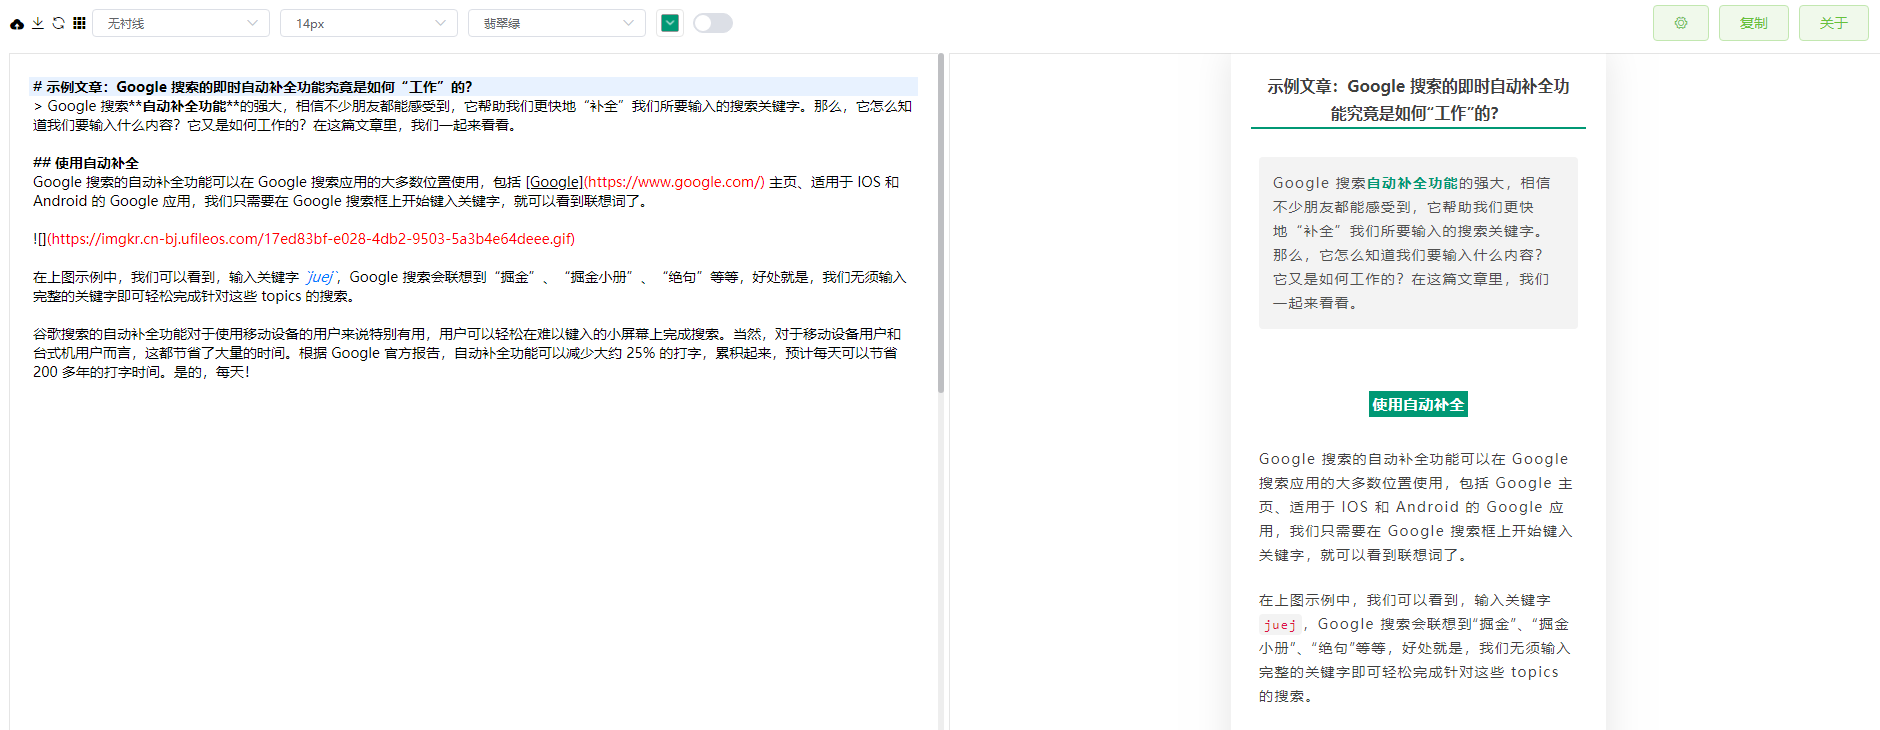 无衬线
14px
翡翠绿
复制
关于
# 示例文章：Google 搜索的即时自动补全功能究竟是如何“工作”的？
> Google 搜索**自动补全功能**的强大，相信不少朋友都能感受到，它帮助我们更快地“补全”我们所要输入的搜索关键字。那么，它怎么知
道我们要输入什么内容？它又是如何工作的？在这篇文章里，我们一起来看看。
## 使用自动补全
Google 搜索的自动补全功能可以在 Google 搜索应用的大多数位置使用，包括 [Google](https://www.google.com/) 主页、适用于 IOS 和
Android 的 Google 应用，我们只需要在 Google 搜索框上开始键入关键字，就可以看到联想词了。
![](https://imgkr.cn-bj.ufileos.com/17ed83bf-e028-4db2-9503-5a3b4e64deee.gif)
在上图示例中，我们可以看到，输入关键字 `juej`，Google 搜索会联想到“掘金”、“掘金小册”、“绝句”等等，好处就是，我们无须输入
完整的关键字即可轻松完成针对这些 topics 的搜索。
谷歌搜索的自动补全功能对于使用移动设备的用户来说特别有用，用户可以轻松在难以键入的小屏幕上完成搜索。当然，对于移动设备用户和
台式机用户而言，这都节省了大量的时间。根据 Google 官方报告，自动补全功能可以减少大约 25% 的打字，累积起来，预计每天可以节省
200 多年的打字时间。是的，每天！
示例文章：Google 搜索的即时自动补全功
能究竟是如何“工作”的？
Google 搜索自动补全功能的强大，相信
不少朋友都能感受到，它帮助我们更快
地“补全”我们所要输入的搜索关键字。
那么，它怎么知道我们要输入什么内容？
它又是如何工作的？在这篇文章里，我们
一起来看看。
使用自动补全
Google 搜索的自动补全功能可以在 Google
搜索应用的大多数位置使用，包括 Google 主
页、适用于 IOS 和 Android 的 Google 应
用，我们只需要在 Google 搜索框上开始键入
关键字，就可以看到联想词了。
在上图示例中，我们可以看到，输入关键字
juej，Google 搜索会联想到“掘金”、“掘金
小册”、“绝句”等等，好处就是，我们无须输入
完整的关键字即可轻松完成针对这些 topics
的搜索。